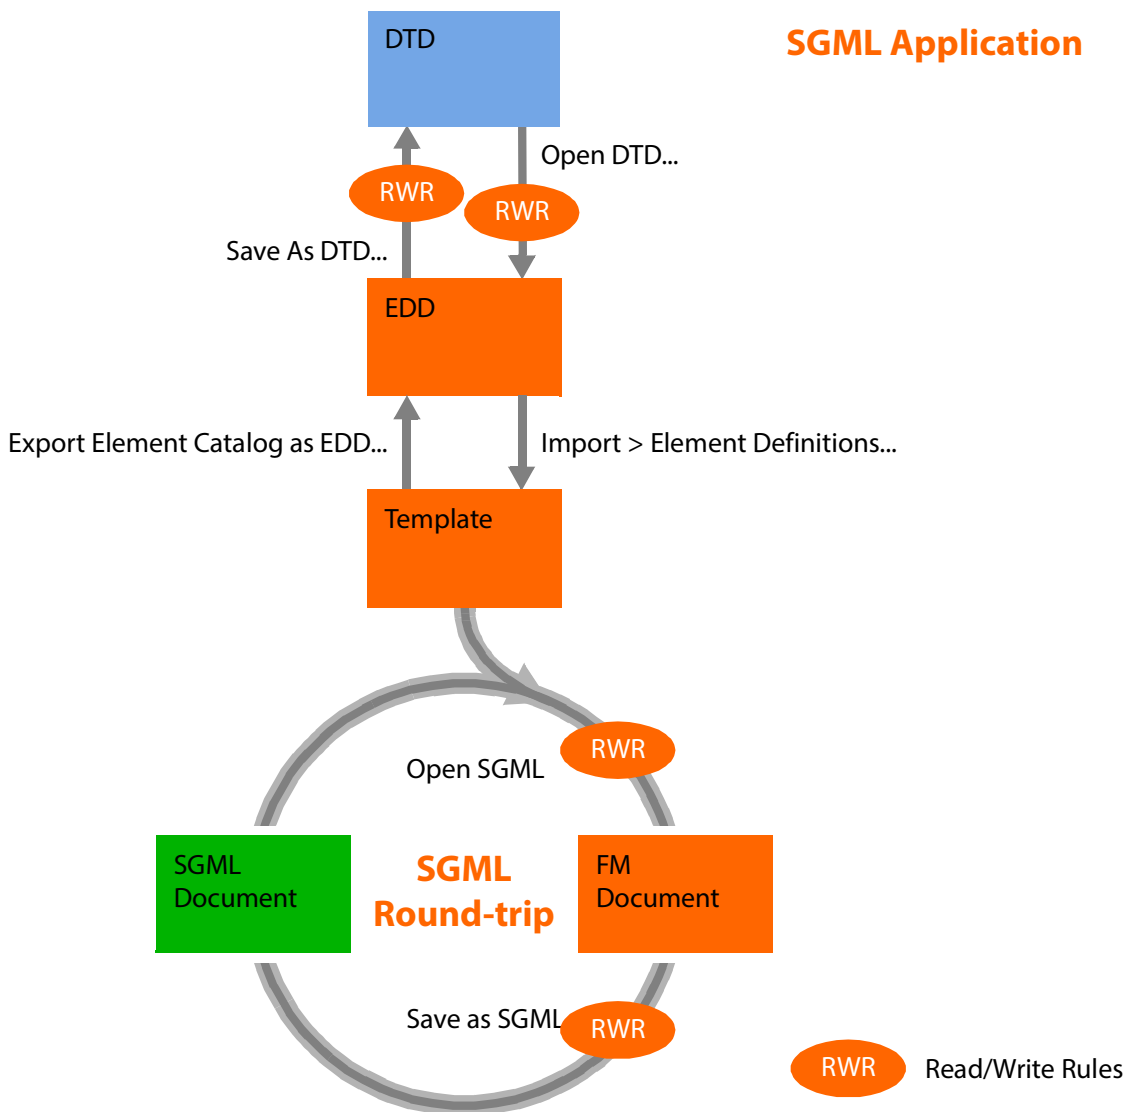 DTD
SGML Application
Open DTD...
RWR
RWR
Save As DTD...
EDD
Export Element Catalog as EDD...
Import > Element Definitions...
Template
RWR
Open SGML
SGML
Document
SGML
Round-trip
FM
Document
Save as SGML
RWR
RWR
Read/Write Rules